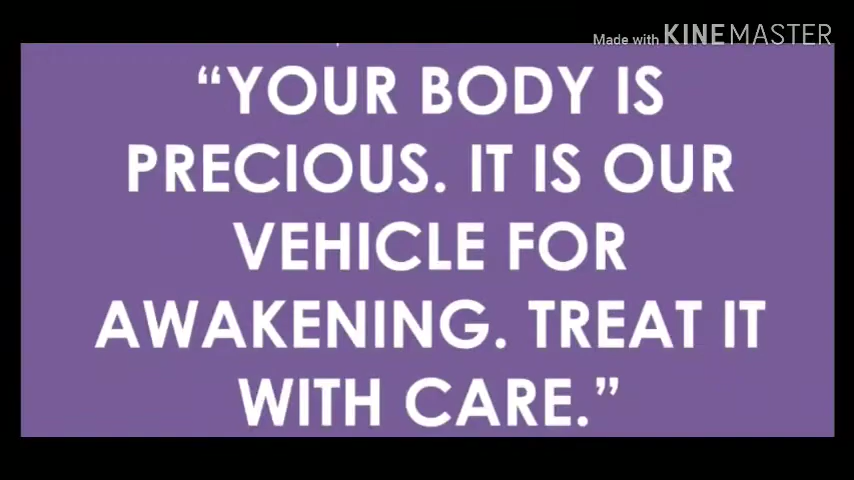 Made with KINEMASTER
“YOUR BODY IS
PRECIOUS. IT IS OUR
VEHICLE FOR
AWAKENING. TREAT IT
WITH CARE.”